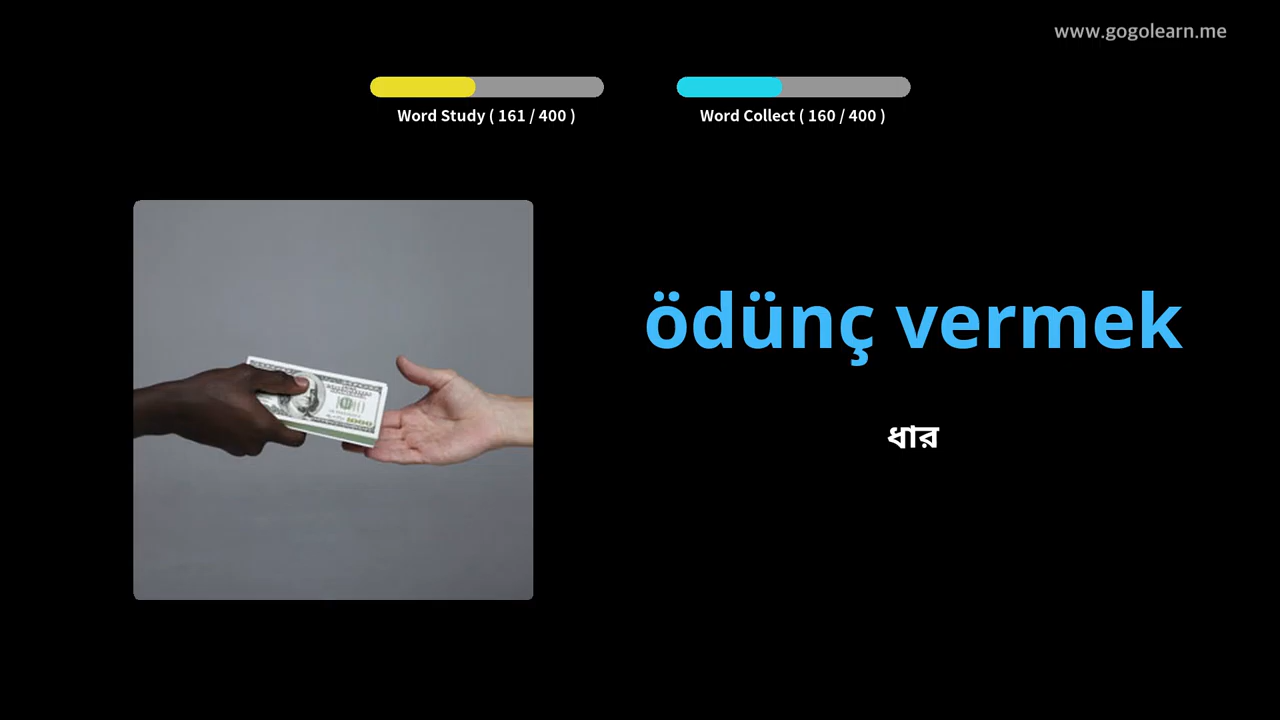 www.gogolearn.me
Word Study ( 161 / 400 )
Word Collect ( 160 / 400 )
ödünç vermek
ধার